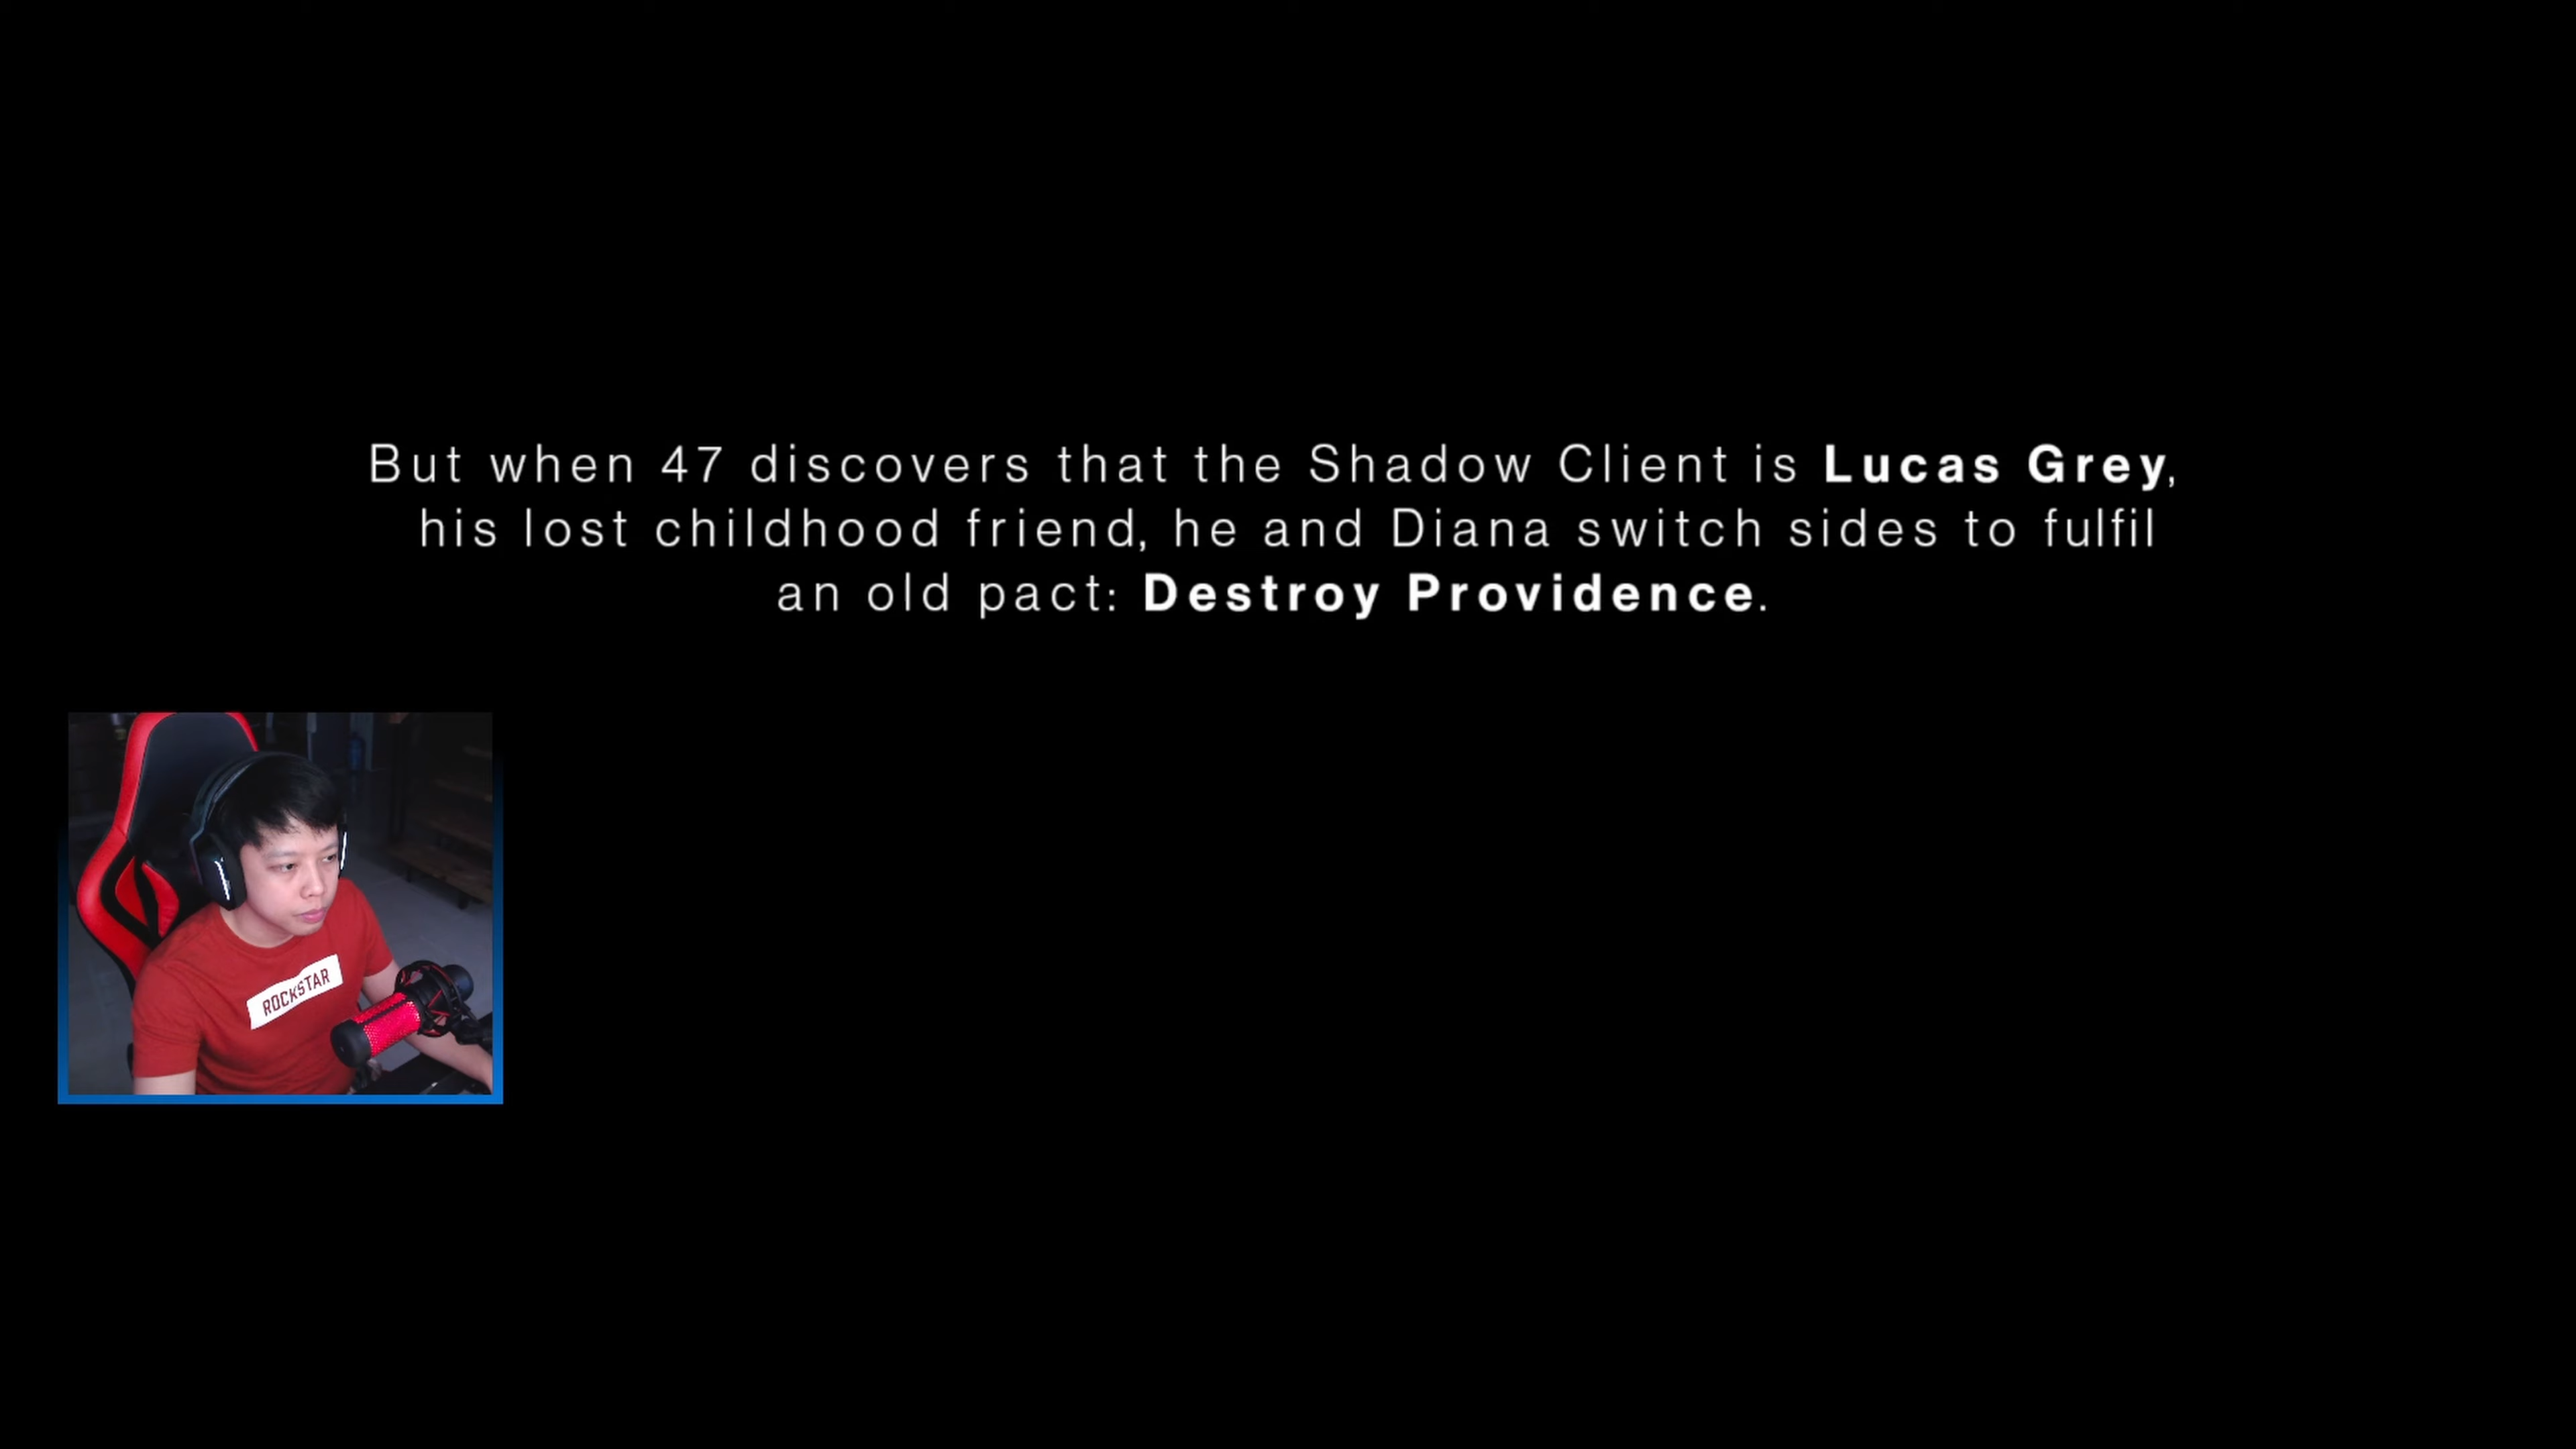 But when 47 discovers that the Shadow Client is Lucas Grey,
his lost childhood friend, he and Diana switch sides to fulfil
an old pact: Destroy Providence.
ROCKSTAR